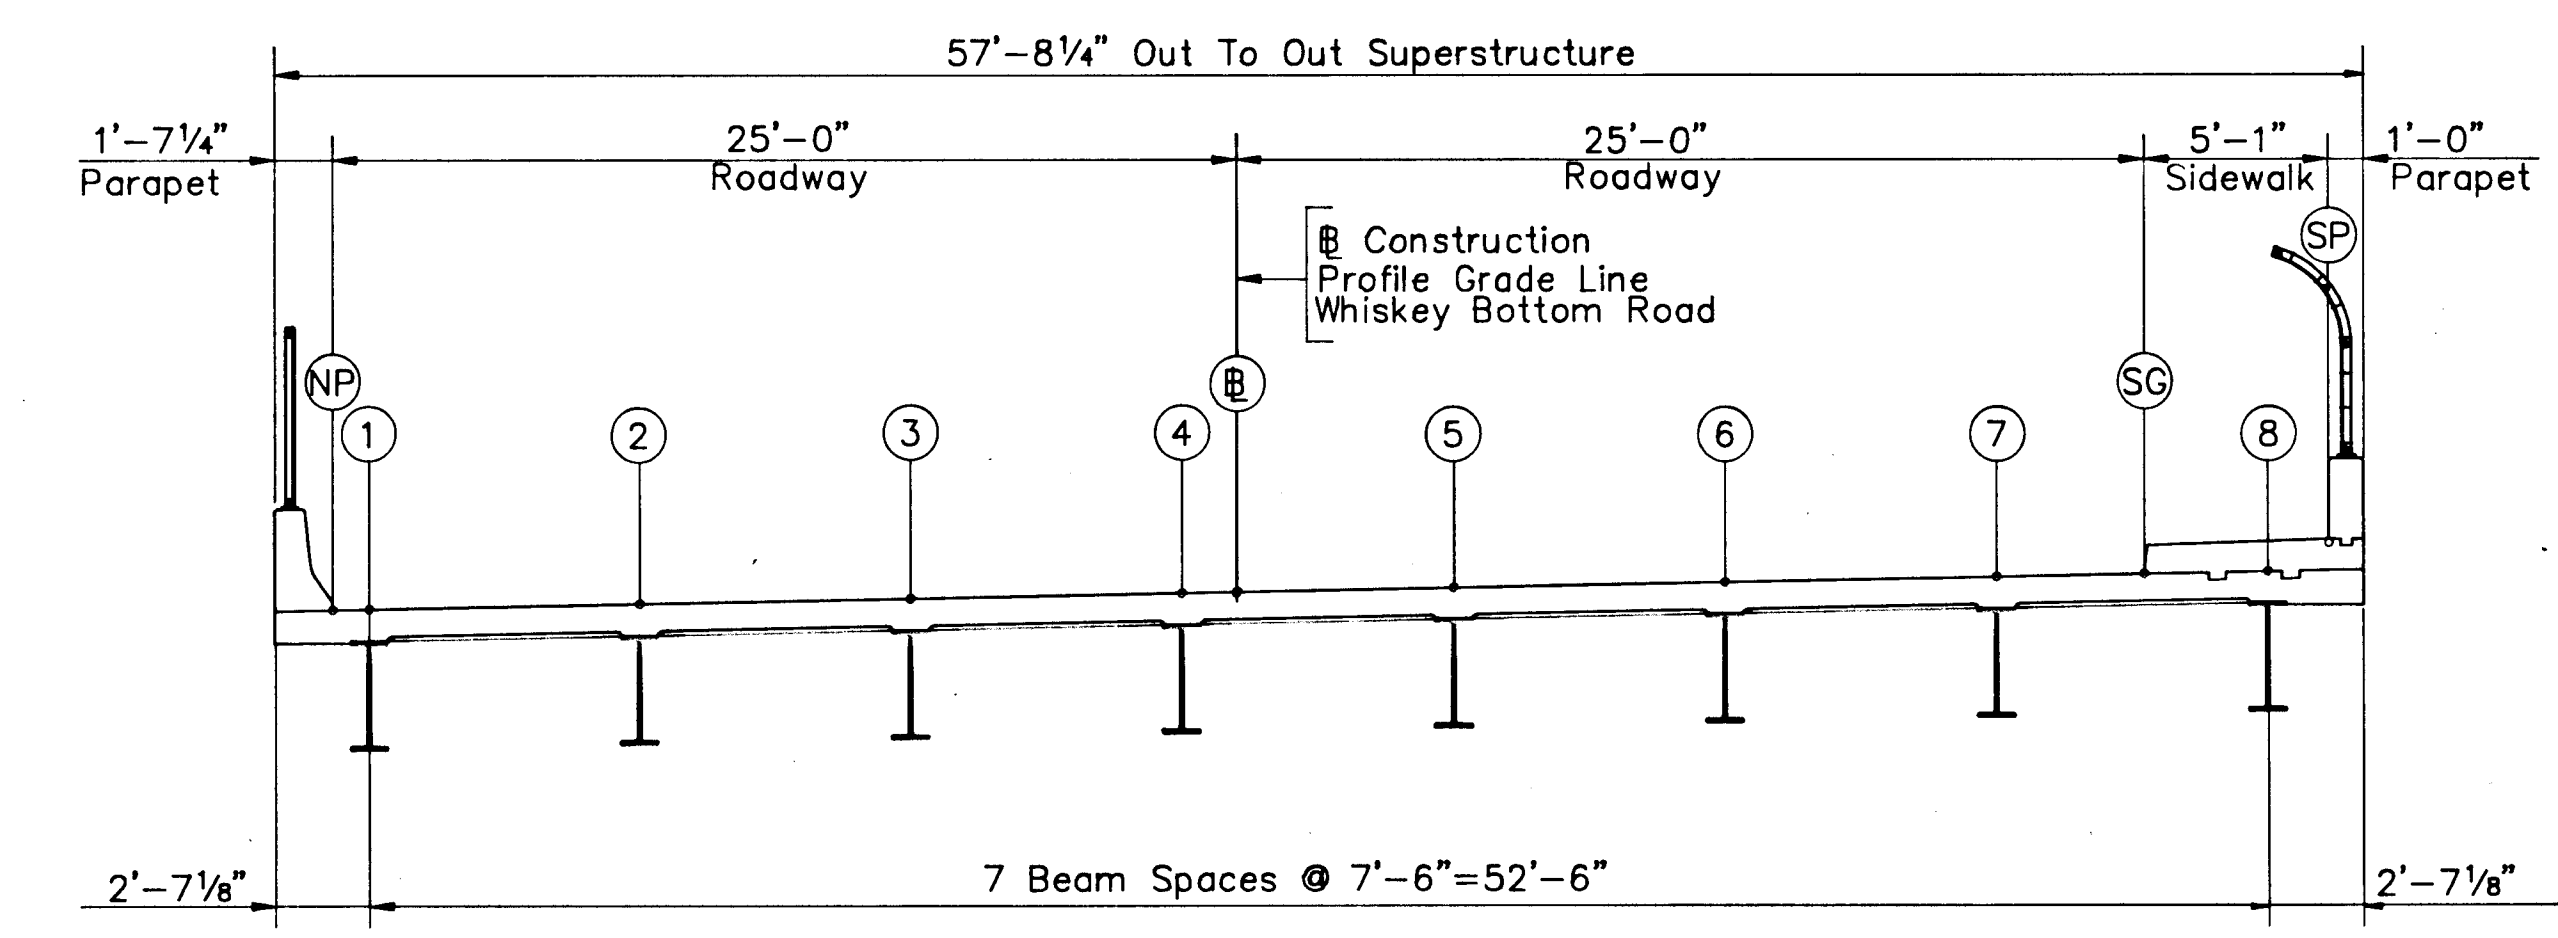 57'-8¼" Out To Out Superstructure
1'-7¼" 25'-0" 25'-0" 5'-1" 1'-0"
Parapet Roadway Roadway Sidewalk Parapet
SP
℄ Construction
Profile Grade Line
Whiskey Bottom Road
NP BL SG
1 2 3 4 5 6 7 8
2'-7⅛" 7 Beam Spaces @ 7'-6"=52'-6" 2'-7⅛"